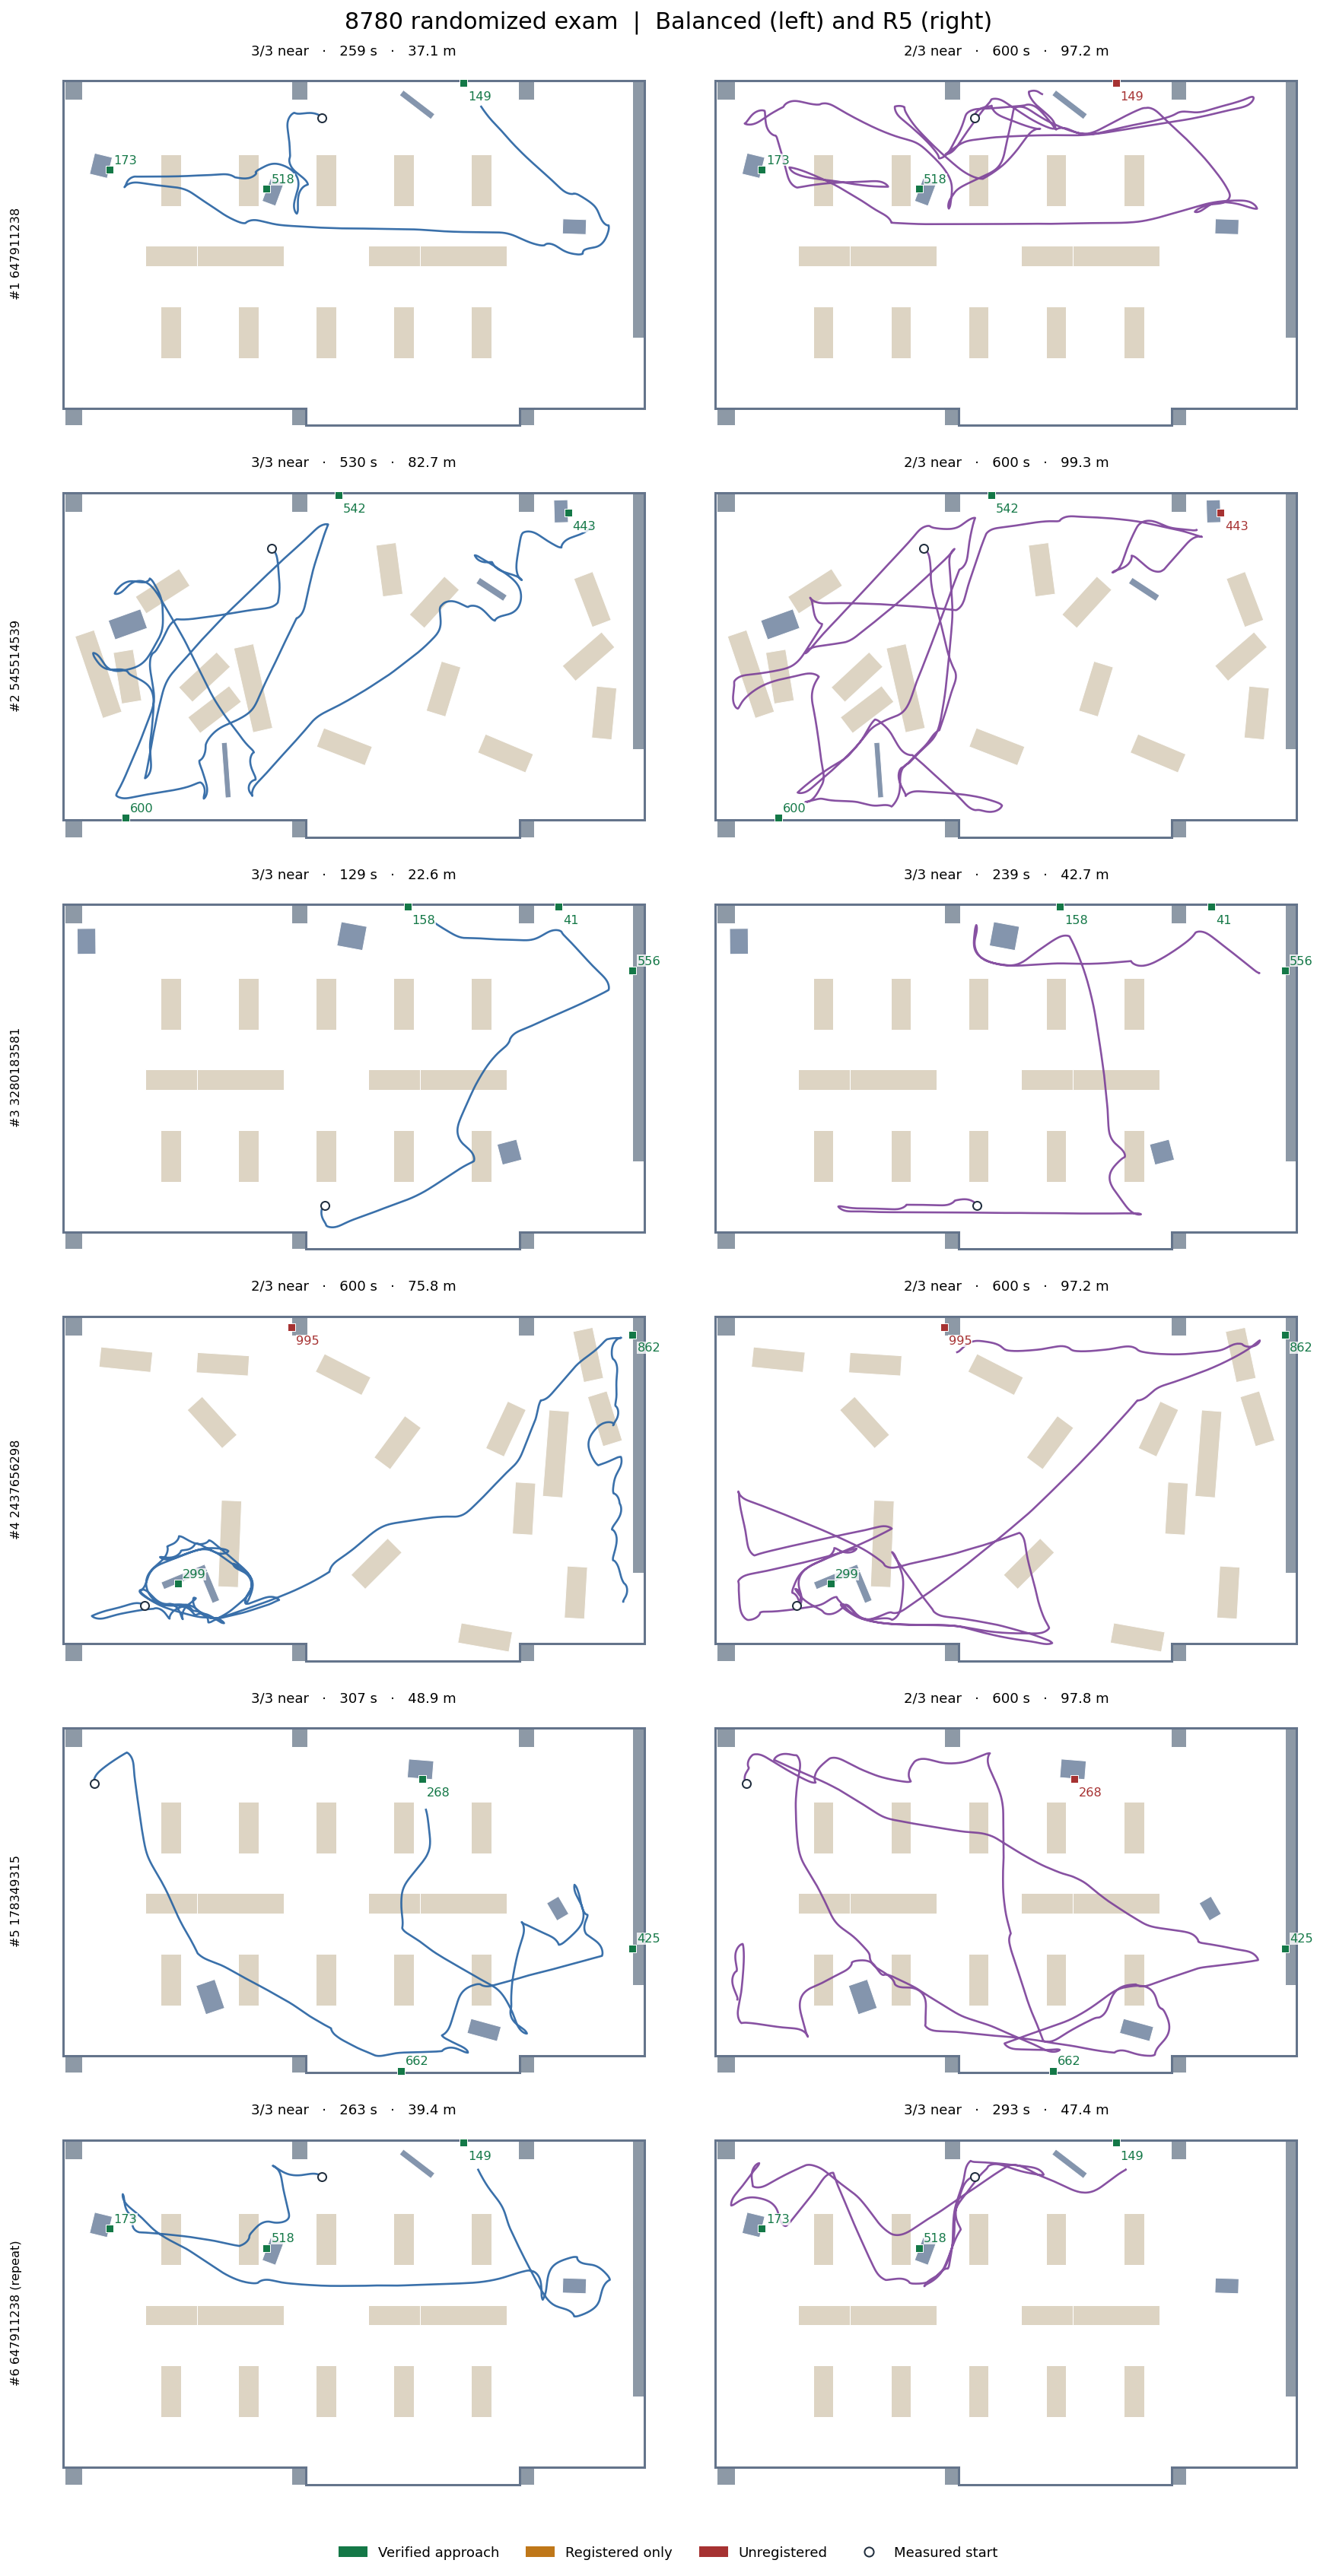 8780 randomized exam | Balanced (left) and R5 (right)
3/3 near · 259 s · 37.1 m
2/3 near · 600 s · 97.2 m
#1 647911238
149
173
518
149
173
518
3/3 near · 530 s · 82.7 m
2/3 near · 600 s · 99.3 m
#2 545514539
542
443
600
542
443
600
3/3 near · 129 s · 22.6 m
3/3 near · 239 s · 42.7 m
#3 3280183581
158
41
556
158
41
556
2/3 near · 600 s · 75.8 m
2/3 near · 600 s · 97.2 m
#4 2437656298
995
862
299
995
862
299
3/3 near · 307 s · 48.9 m
2/3 near · 600 s · 97.8 m
#5 178349315
268
425
662
268
425
662
3/3 near · 263 s · 39.4 m
3/3 near · 293 s · 47.4 m
#6 647911238 (repeat)
149
173
518
149
173
518
Verified approach
Registered only
Unregistered
Measured start